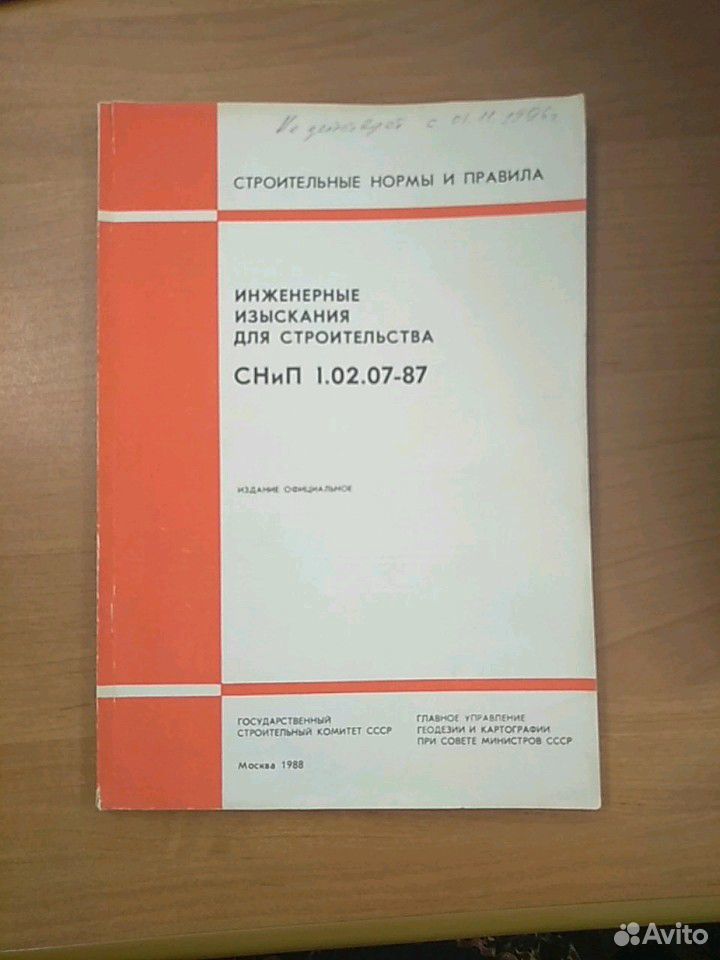 Не действует с 01.11.1996г.
СТРОИТЕЛЬНЫЕ НОРМЫ И ПРАВИЛА
ИНЖЕНЕРНЫЕ
ИЗЫСКАНИЯ
ДЛЯ СТРОИТЕЛЬСТВА
СНиП 1.02.07-87
ИЗДАНИЕ ОФИЦИАЛЬНОЕ
ГОСУДАРСТВЕННЫЙ
СТРОИТЕЛЬНЫЙ КОМИТЕТ СССР
ГЛАВНОЕ УПРАВЛЕНИЕ
ГЕОДЕЗИИ И КАРТОГРАФИИ
ПРИ СОВЕТЕ МИНИСТРОВ СССР
Москва 1988
Avito